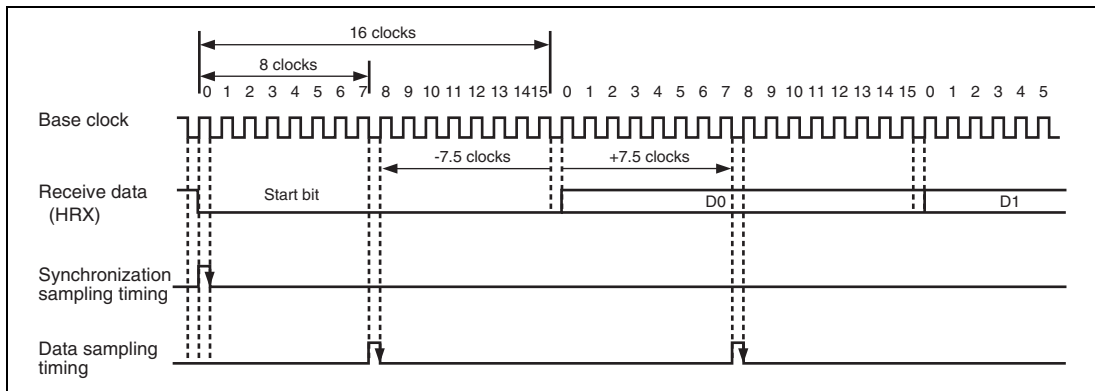 16 clocks
8 clocks
0 1 2 3 4 5 6 7 8 9 10 11 12 13 1415 0 1 2 3 4 5 6 7 8 9 10 11 12 13 14 15 0 1 2 3 4 5
Base clock
-7.5 clocks +7.5 clocks
Receive data
(HRX)
Start bit D0 D1
Synchronization
sampling timing
Data sampling
timing